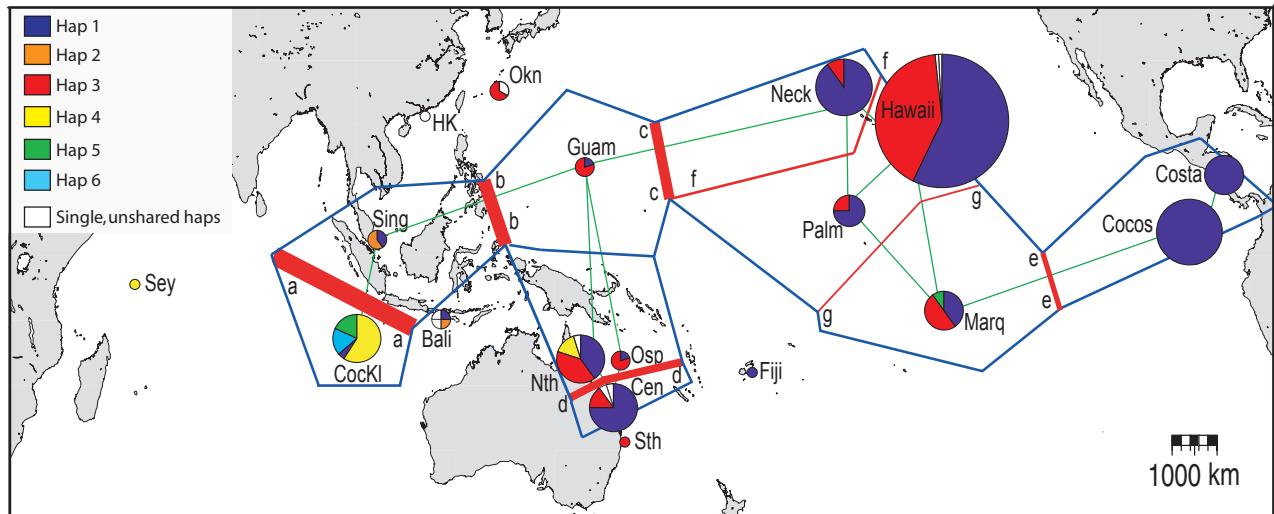 Hap 1
Hap 2
Hap 3
Hap 4
Hap 5
Hap 6
Single, unshared haps
Okn
HK
Neck
f
Hawaii
c
Guam
b
c
f
Costa
g
b
Sing
Palm
Cocos
e
Sey
a
e
a
Bali
g
Marq
CocKl
Nth
Osp
d
Fiji
Cen
d
Sth
1000 km